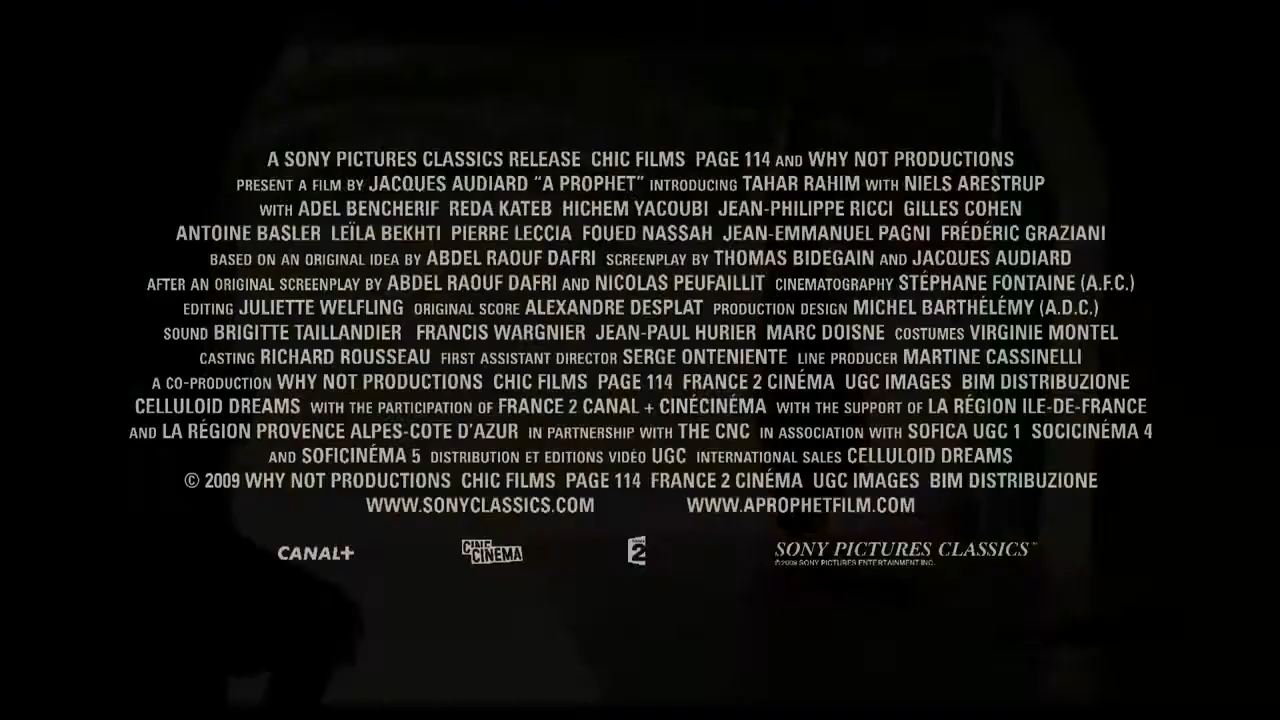 A SONY PICTURES CLASSICS RELEASE CHIC FILMS PAGE 114 AND WHY NOT PRODUCTIONS
PRESENT A FILM BY JACQUES AUDIARD “A PROPHET” INTRODUCING TAHAR RAHIM WITH NIELS ARESTRUP
WITH ADEL BENCHERIF REDA KATEB HICHEM YACOUBI JEAN-PHILIPPE RICCI GILLES COHEN
ANTOINE BASLER LEÏLA BEKHTI PIERRE LECCIA FOUED NASSAH JEAN-EMMANUEL PAGNI FRÉDÉRIC GRAZIANI
BASED ON AN ORIGINAL IDEA BY ABDEL RAOUF DAFRI SCREENPLAY BY THOMAS BIDEGAIN AND JACQUES AUDIARD
AFTER AN ORIGINAL SCREENPLAY BY ABDEL RAOUF DAFRI AND NICOLAS PEUFAILLIT CINEMATOGRAPHY STÉPHANE FONTAINE (A.F.C.)
EDITING JULIETTE WELFLING ORIGINAL SCORE ALEXANDRE DESPLAT PRODUCTION DESIGN MICHEL BARTHÉLÉMY (A.D.C.)
SOUND BRIGITTE TAILLANDIER FRANCIS WARGNIER JEAN-PAUL HURIER MARC DOISNE COSTUMES VIRGINIE MONTEL
CASTING RICHARD ROUSSEAU FIRST ASSISTANT DIRECTOR SERGE ONTENIENTE LINE PRODUCER MARTINE CASSINELLI
A CO-PRODUCTION WHY NOT PRODUCTIONS CHIC FILMS PAGE 114 FRANCE 2 CINÉMA UGC IMAGES BIM DISTRIBUZIONE
CELLULOID DREAMS WITH THE PARTICIPATION OF FRANCE 2 CANAL + CINÉCINÉMA WITH THE SUPPORT OF LA RÉGION ILE-DE-FRANCE
AND LA RÉGION PROVENCE ALPES-COTE D'AZUR IN PARTNERSHIP WITH THE CNC IN ASSOCIATION WITH SOFICA UGC 1 SOCICINÉMA 4
AND SOFICINÉMA 5 DISTRIBUTION ET EDITIONS VIDÉO UGC INTERNATIONAL SALES CELLULOID DREAMS
© 2009 WHY NOT PRODUCTIONS CHIC FILMS PAGE 114 FRANCE 2 CINÉMA UGC IMAGES BIM DISTRIBUZIONE
WWW.SONYCLASSICS.COM WWW.APROPHETFILM.COM
CANAL+ CINE CINEMA 2 SONY PICTURES CLASSICS™
©2009 SONY PICTURES ENTERTAINMENT INC.